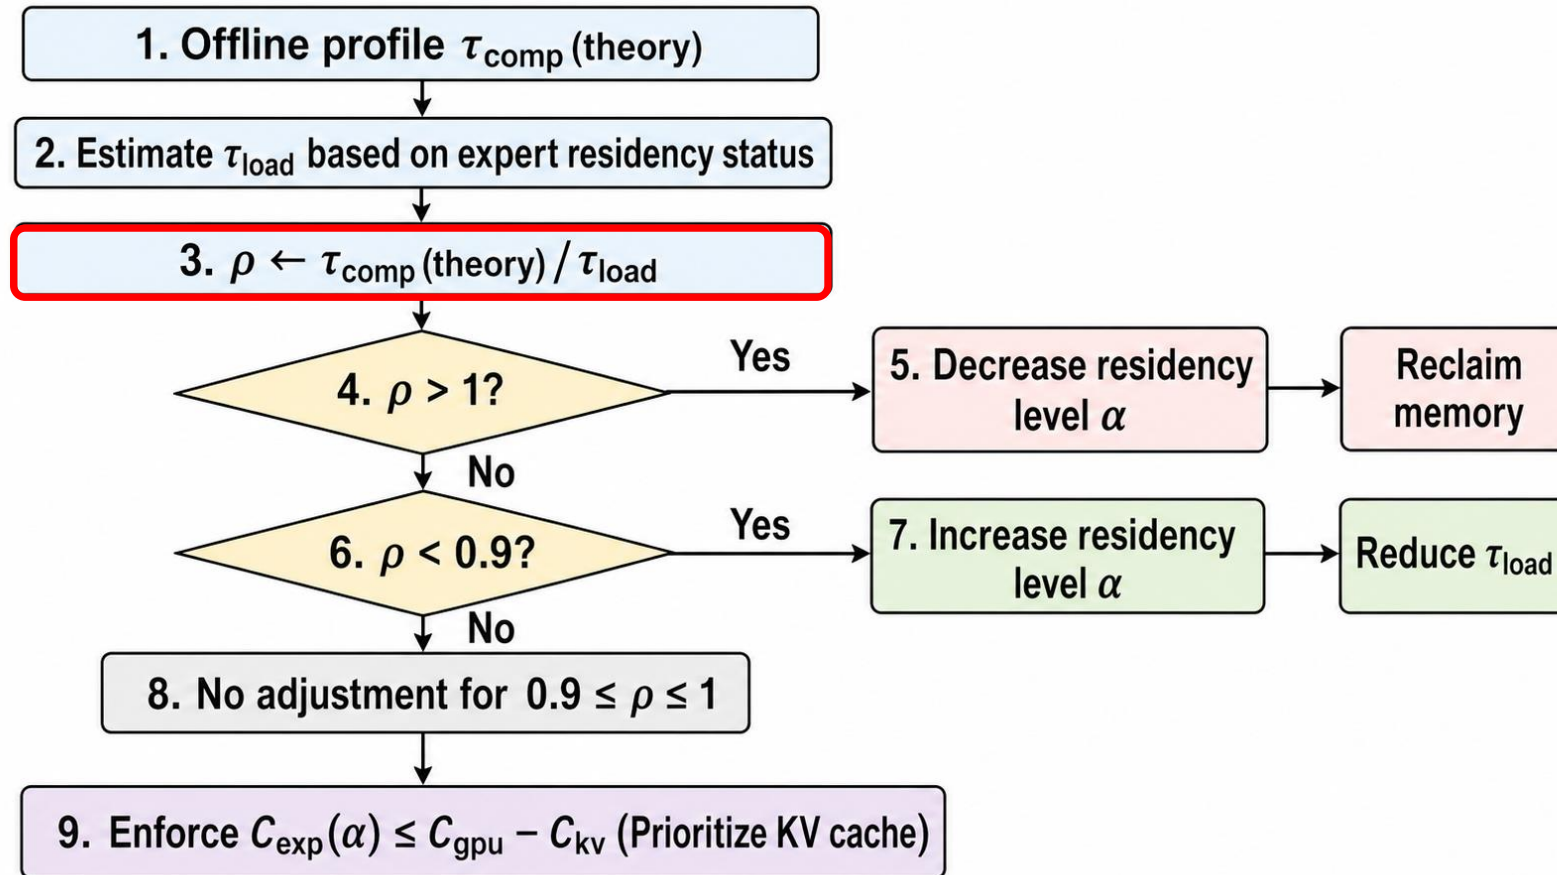 1. Offline profile τcomp (theory)
2. Estimate τload based on expert residency status
3. ρ ← τcomp (theory) / τload
4. ρ > 1?
Yes
5. Decrease residency
level α
Reclaim
memory
No
6. ρ < 0.9?
Yes
7. Increase residency
level α
Reduce τload
No
8. No adjustment for 0.9 ≤ ρ ≤ 1
9. Enforce Cexp(α) ≤ Cgpu − Ckv (Prioritize KV cache)